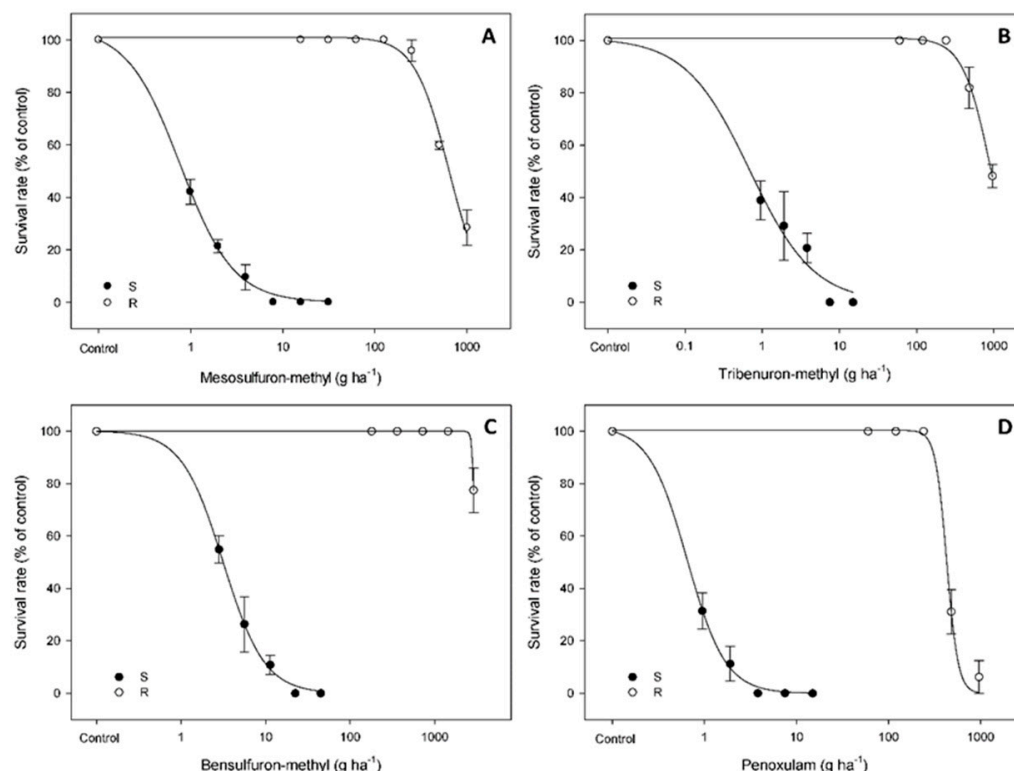 A
Survival rate (% of control)
100
80
60
40
20
0
S
R
Control
1
10
100
1000
Mesosulfuron-methyl (g ha⁻¹)
B
Survival rate (% of control)
100
80
60
40
20
0
S
R
Control
0.1
1
10
100
1000
Tribenuron-methyl (g ha⁻¹)
C
Survival rate (% of control)
100
80
60
40
20
0
S
R
Control
1
10
100
1000
Bensulfuron-methyl (g ha⁻¹)
D
Survival rate (% of control)
100
80
60
40
20
0
S
R
Control
1
10
100
1000
Penoxulam (g ha⁻¹)